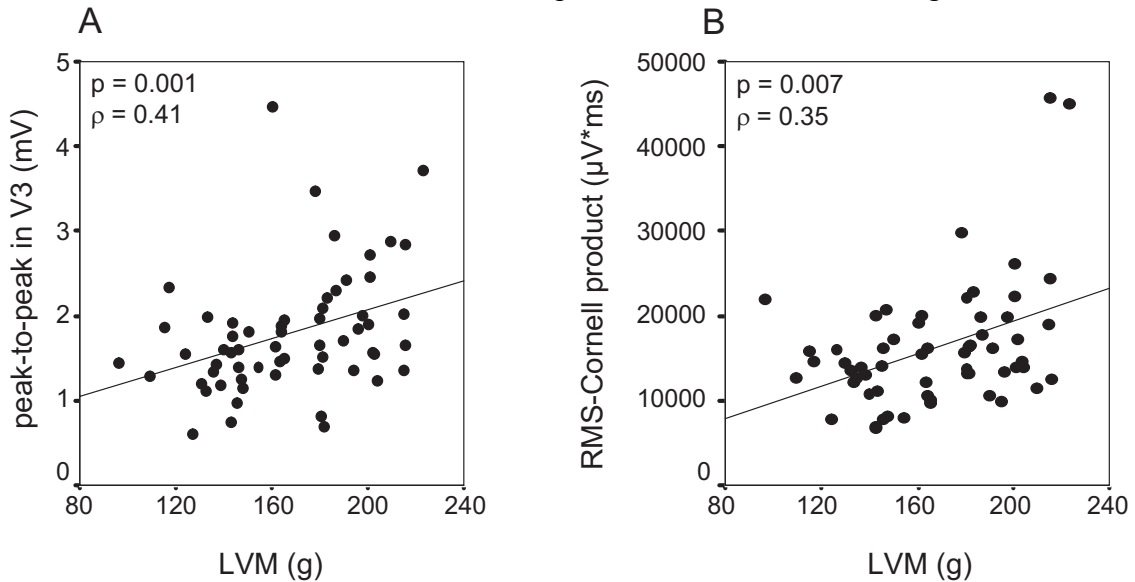 A
p = 0.001
ρ = 0.41
peak-to-peak in V3 (mV)
5
4
3
2
1
0
80 120 160 200 240
LVM (g)
B
p = 0.007
ρ = 0.35
RMS-Cornell product (µV*ms)
50000
40000
30000
20000
10000
0
80 120 160 200 240
LVM (g)